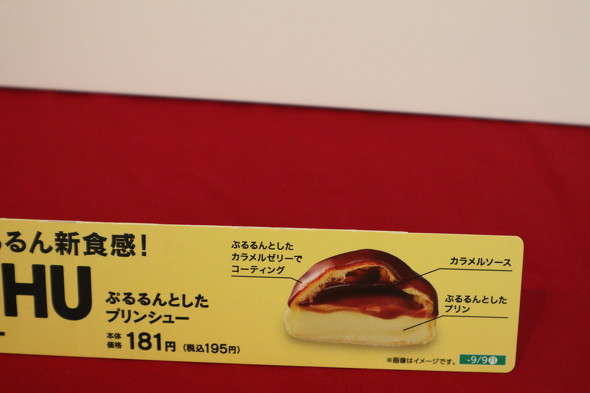 るん新食感!
HU
ぷるるんとした
プリンシュー
本体
価格 181円 (税込195円)
ぷるるんとした
カラメルゼリーで
コーティング
カラメルソース
ぷるるんとした
プリン
※画像はイメージです。
-9/9㊊